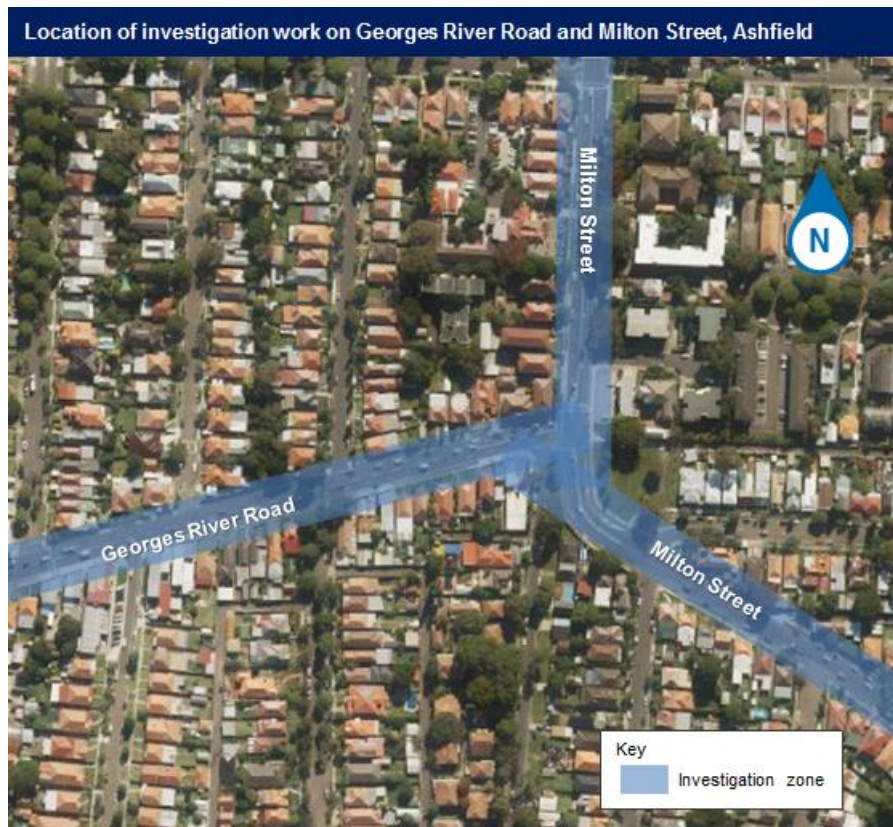 Location of investigation work on Georges River Road and Milton Street, Ashfield
Milton Street
N
Georges River Road
Milton Street
Key
Investigation zone